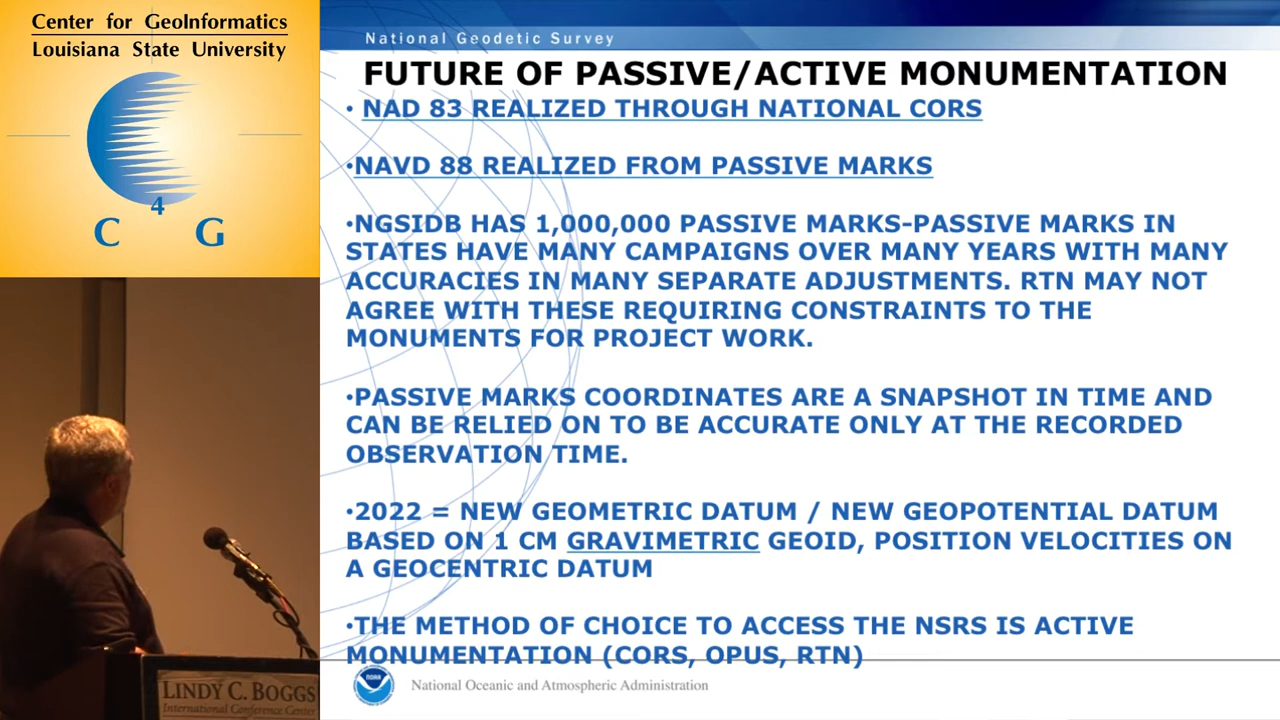 Center for GeoInformatics
Louisiana State University
C 4 G
National Geodetic Survey
FUTURE OF PASSIVE/ACTIVE MONUMENTATION
• NAD 83 REALIZED THROUGH NATIONAL CORS
•NAVD 88 REALIZED FROM PASSIVE MARKS
•NGSIDB HAS 1,000,000 PASSIVE MARKS-PASSIVE MARKS IN
STATES HAVE MANY CAMPAIGNS OVER MANY YEARS WITH MANY
ACCURACIES IN MANY SEPARATE ADJUSTMENTS. RTN MAY NOT
AGREE WITH THESE REQUIRING CONSTRAINTS TO THE
MONUMENTS FOR PROJECT WORK.
•PASSIVE MARKS COORDINATES ARE A SNAPSHOT IN TIME AND
CAN BE RELIED ON TO BE ACCURATE ONLY AT THE RECORDED
OBSERVATION TIME.
•2022 = NEW GEOMETRIC DATUM / NEW GEOPOTENTIAL DATUM
BASED ON 1 CM GRAVIMETRIC GEOID, POSITION VELOCITIES ON
A GEOCENTRIC DATUM
•THE METHOD OF CHOICE TO ACCESS THE NSRS IS ACTIVE
MONUMENTATION (CORS, OPUS, RTN)
NOAA
National Oceanic and Atmospheric Administration
LINDY C. BOGGS
International Conference Center